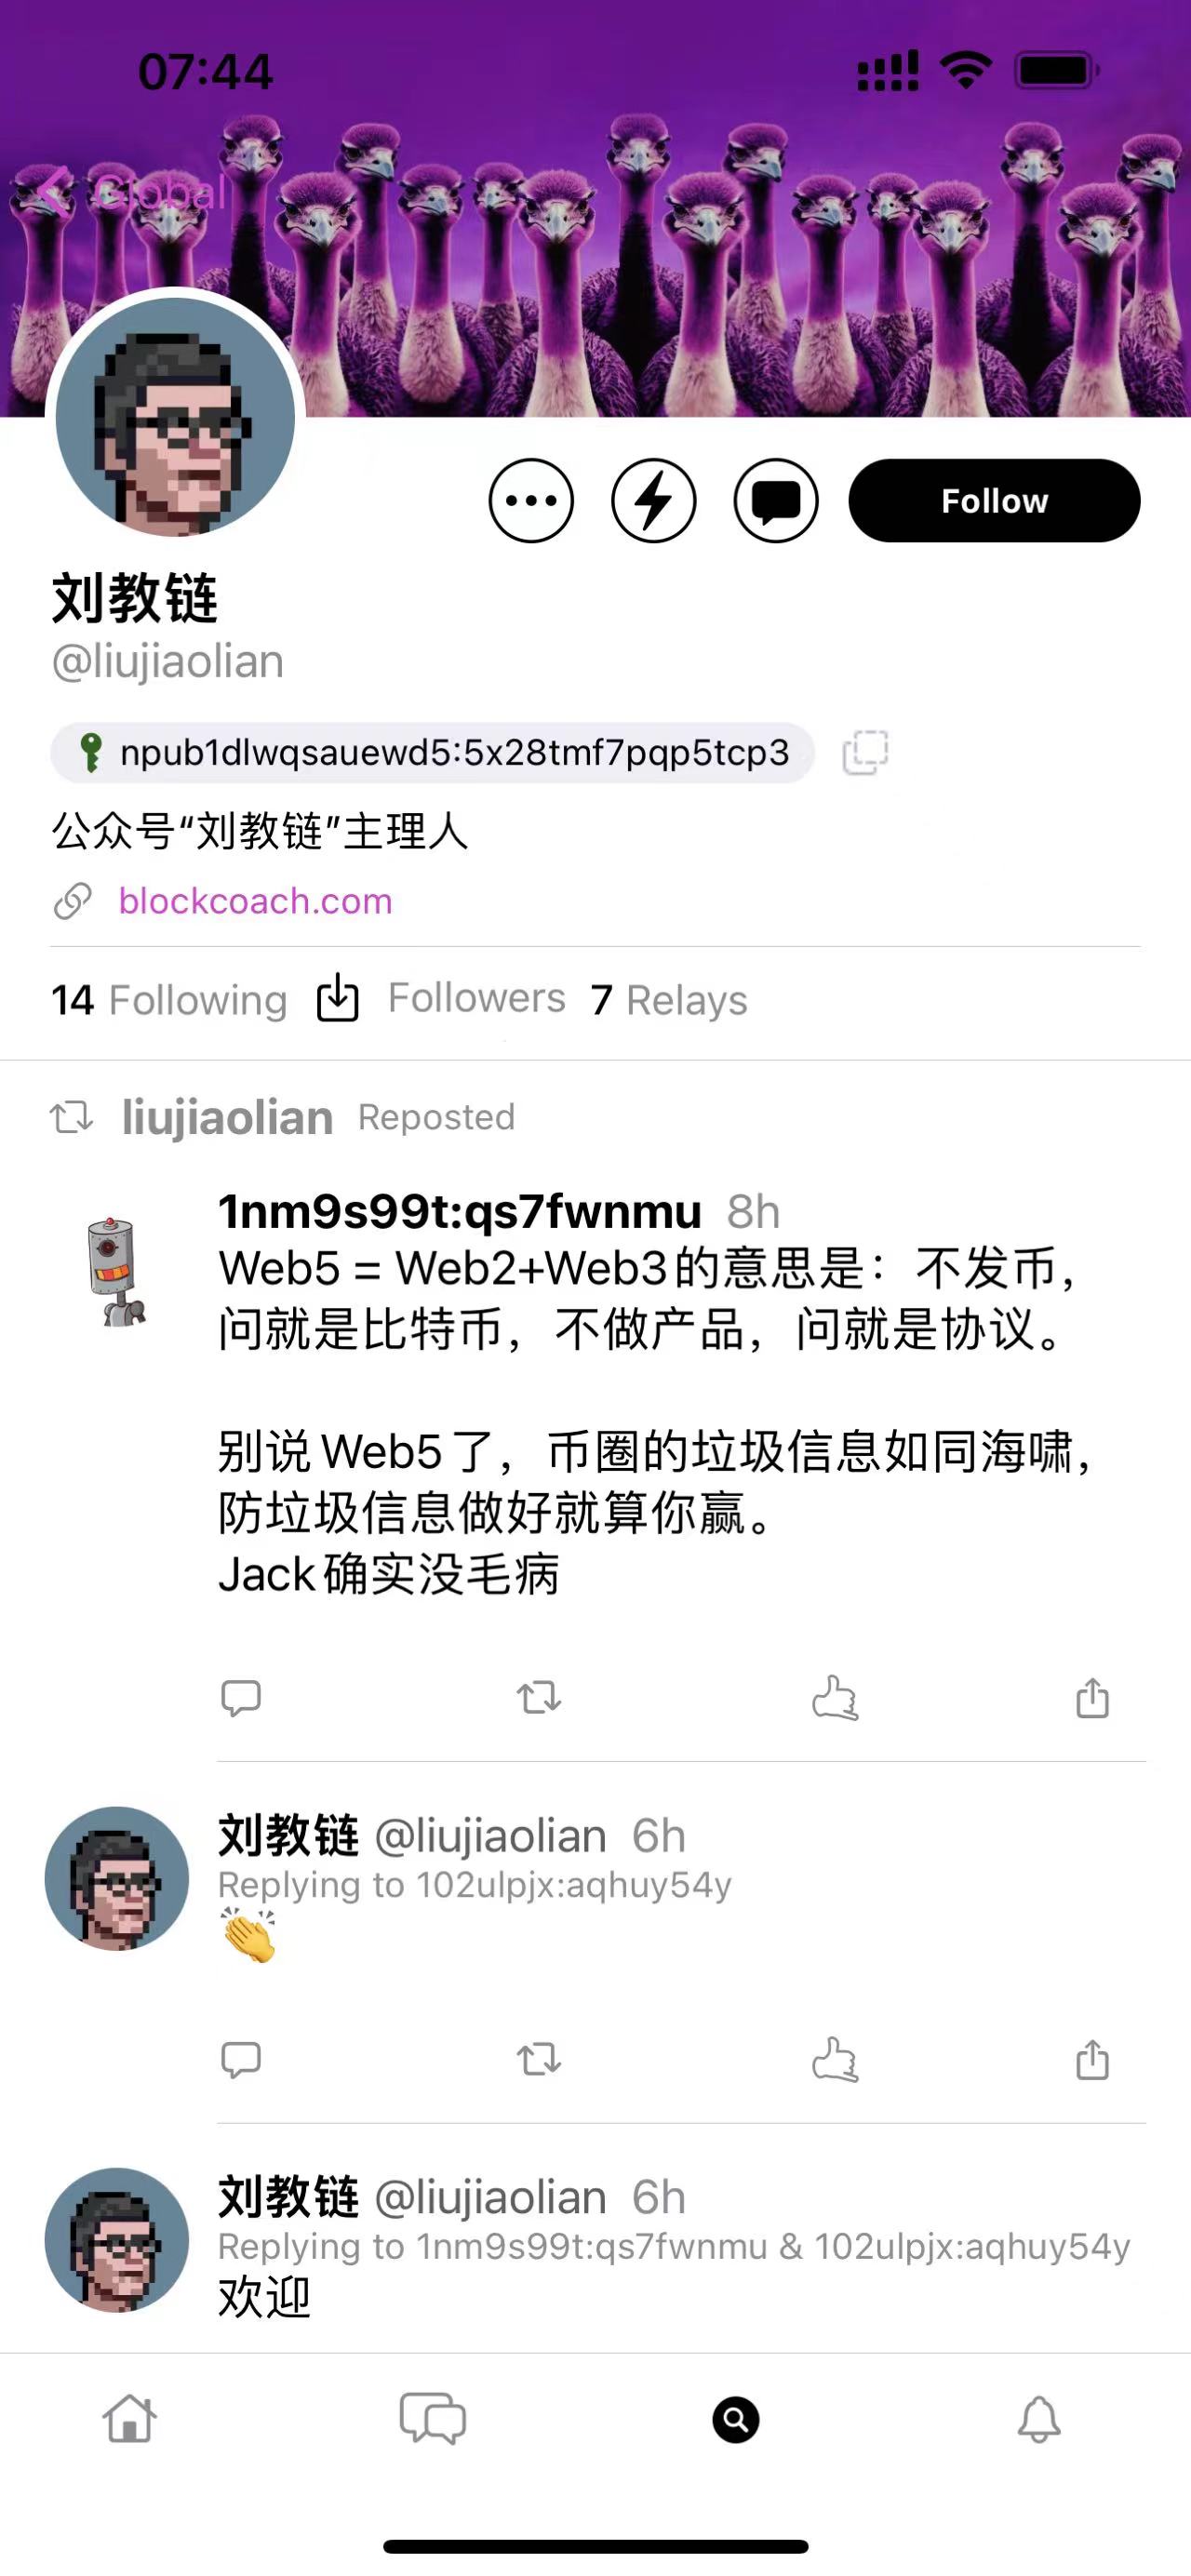 07:44
Global
Follow
刘教链
@liujiaolian
npub1dlwqsauewd5:5x28tmf7pqp5tcp3
公众号“刘教链”主理人
blockcoach.com
14 Following Followers 7 Relays
liujiaolian Reposted
1nm9s99t:qs7fwnmu 8h
Web5 = Web2+Web3的意思是：不发币，
问就是比特币，不做产品，问就是协议。
别说Web5了，币圈的垃圾信息如同海啸，
防垃圾信息做好就算你赢。
Jack确实没毛病
刘教链 @liujiaolian 6h
Replying to 102ulpjx:aqhuy54y
👏
刘教链 @liujiaolian 6h
Replying to 1nm9s99t:qs7fwnmu & 102ulpjx:aqhuy54y
欢迎